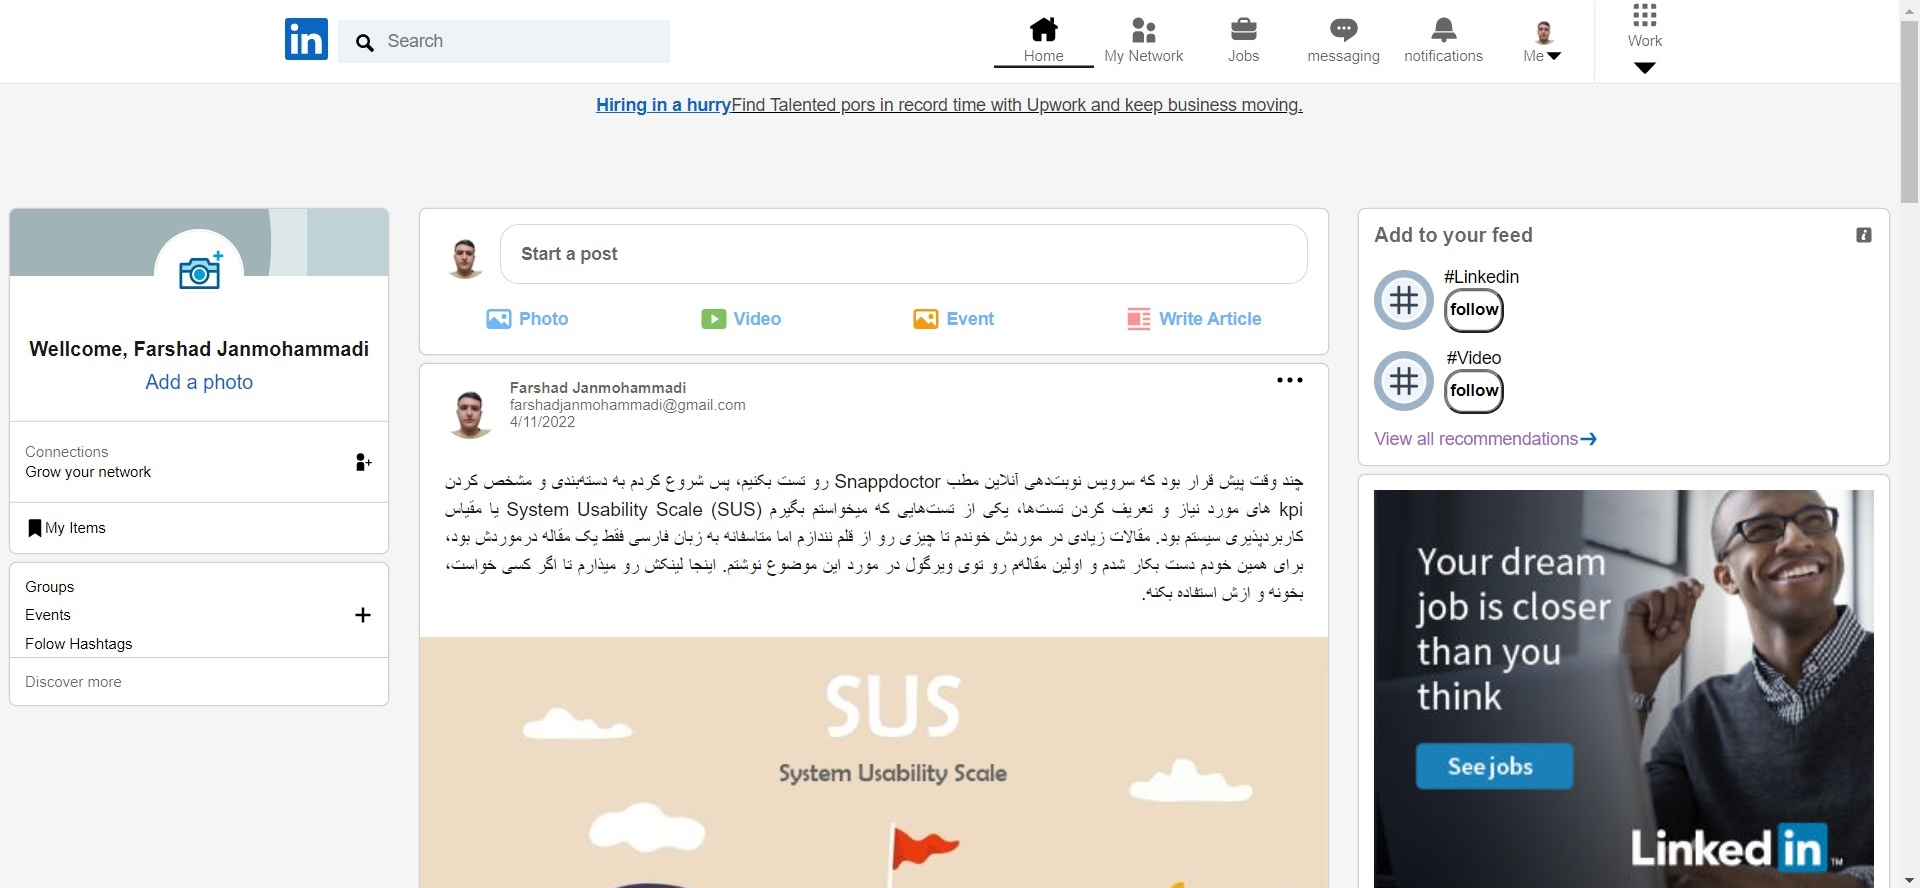 in
Search
Home
My Network
Jobs
messaging
notifications
Me
Work
Hiring in a hurryFind Talented pors in record time with Upwork and keep business moving.
Wellcome, Farshad Janmohammadi
Add a photo
Connections
Grow your network
My Items
Groups
Events
Folow Hashtags
Discover more
Start a post
Photo
Video
Event
Write Article
Farshad Janmohammadi
farshadjanmohammadi@gmail.com
4/11/2022
چند وقت پیش قرار بود که سرویس نوبت‌دهی آنلاین مطب Snappdoctor رو تست بکنیم، پس شروع کردم به دسته‌بندی و مشخص کردن
kpi های مورد نیاز و تعریف کردن تست‌ها، یکی از تست‌هایی که میخواستم بگیرم System Usability Scale (SUS) یا مقیاس
کاربردپذیری سیستم بود. مقالات زیادی در موردش خوندم تا چیزی رو از قلم نندازم اما متاسفانه به زبان فارسی فقط یک مقاله درموردش بود،
برای همین خودم دست بکار شدم و اولین مقاله‌م رو توی ویرگول در مورد این موضوع نوشتم. اینجا لینکش رو میذارم تا اگر کسی خواست،
بخونه و ازش استفاده بکنه.
SUS
System Usability Scale
Add to your feed
#Linkedin
follow
#Video
follow
View all recommendations
Your dream
job is closer
than you
think
See jobs
Linked in TM